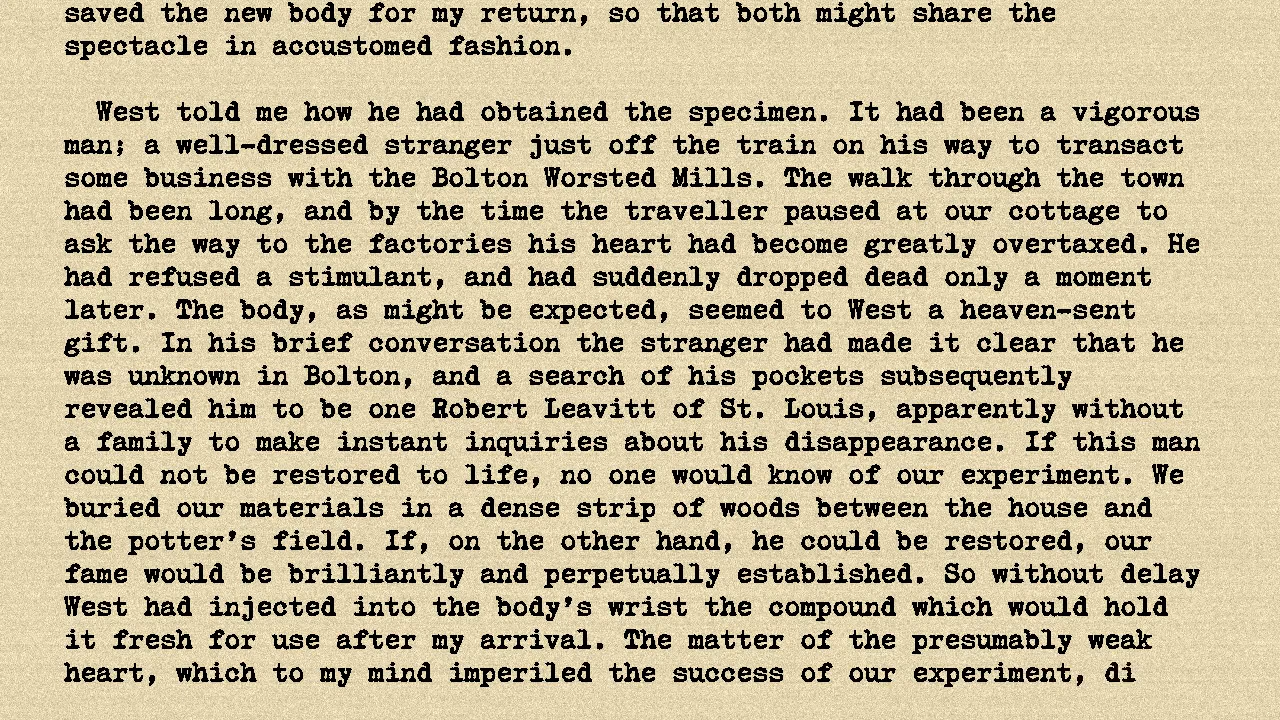 saved the new body for my return, so that both might share the
spectacle in accustomed fashion.
West told me how he had obtained the specimen. It had been a vigorous
man; a well-dressed stranger just off the train on his way to transact
some business with the Bolton Worsted Mills. The walk through the town
had been long, and by the time the traveller paused at our cottage to
ask the way to the factories his heart had become greatly overtaxed. He
had refused a stimulant, and had suddenly dropped dead only a moment
later. The body, as might be expected, seemed to West a heaven-sent
gift. In his brief conversation the stranger had made it clear that he
was unknown in Bolton, and a search of his pockets subsequently
revealed him to be one Robert Leavitt of St. Louis, apparently without
a family to make instant inquiries about his disappearance. If this man
could not be restored to life, no one would know of our experiment. We
buried our materials in a dense strip of woods between the house and
the potter's field. If, on the other hand, he could be restored, our
fame would be brilliantly and perpetually established. So without delay
West had injected into the body's wrist the compound which would hold
it fresh for use after my arrival. The matter of the presumably weak
heart, which to my mind imperiled the success of our experiment, di